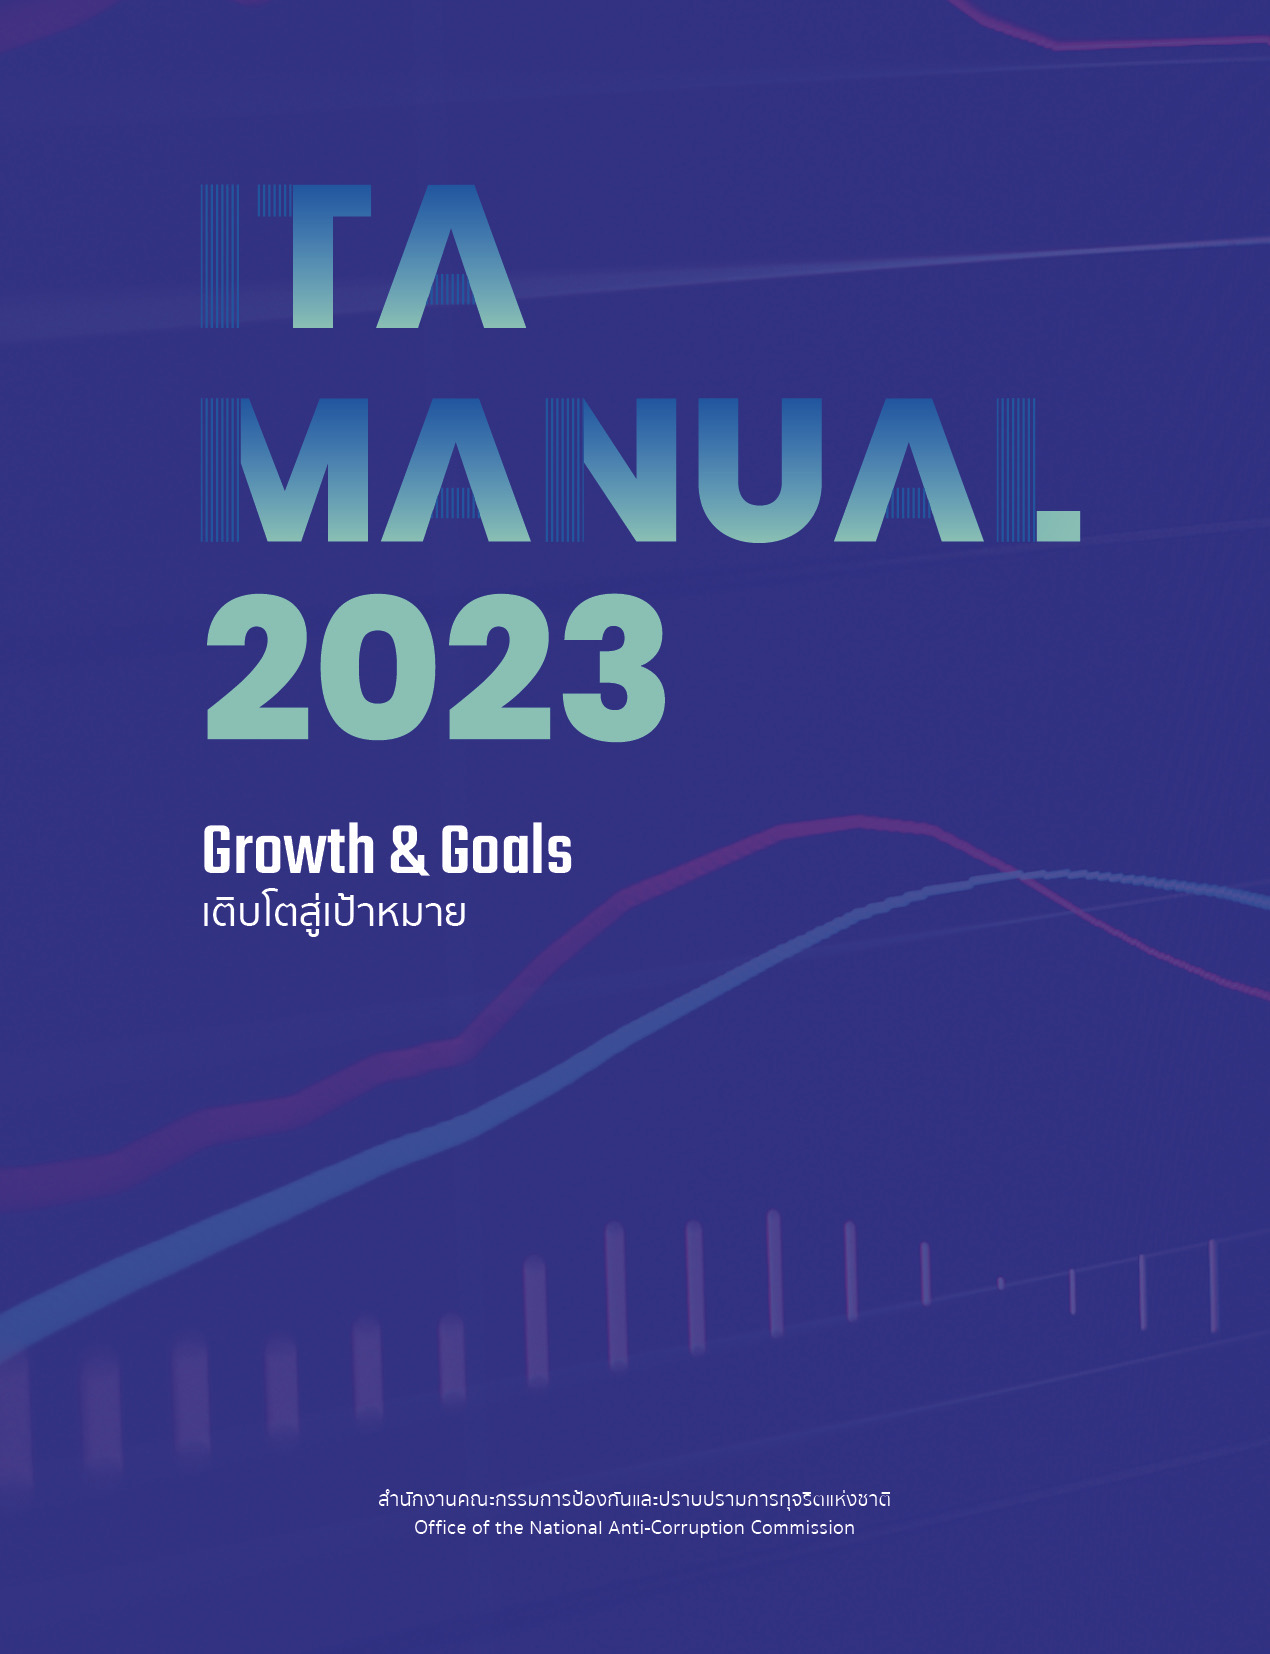 ITA
MANUAL
2023
Growth & Goals
เติบโตสู่เป้าหมาย
สำนักงานคณะกรรมการป้องกันและปราบปรามการทุจริตแห่งชาติ
Office of the National Anti-Corruption Commission